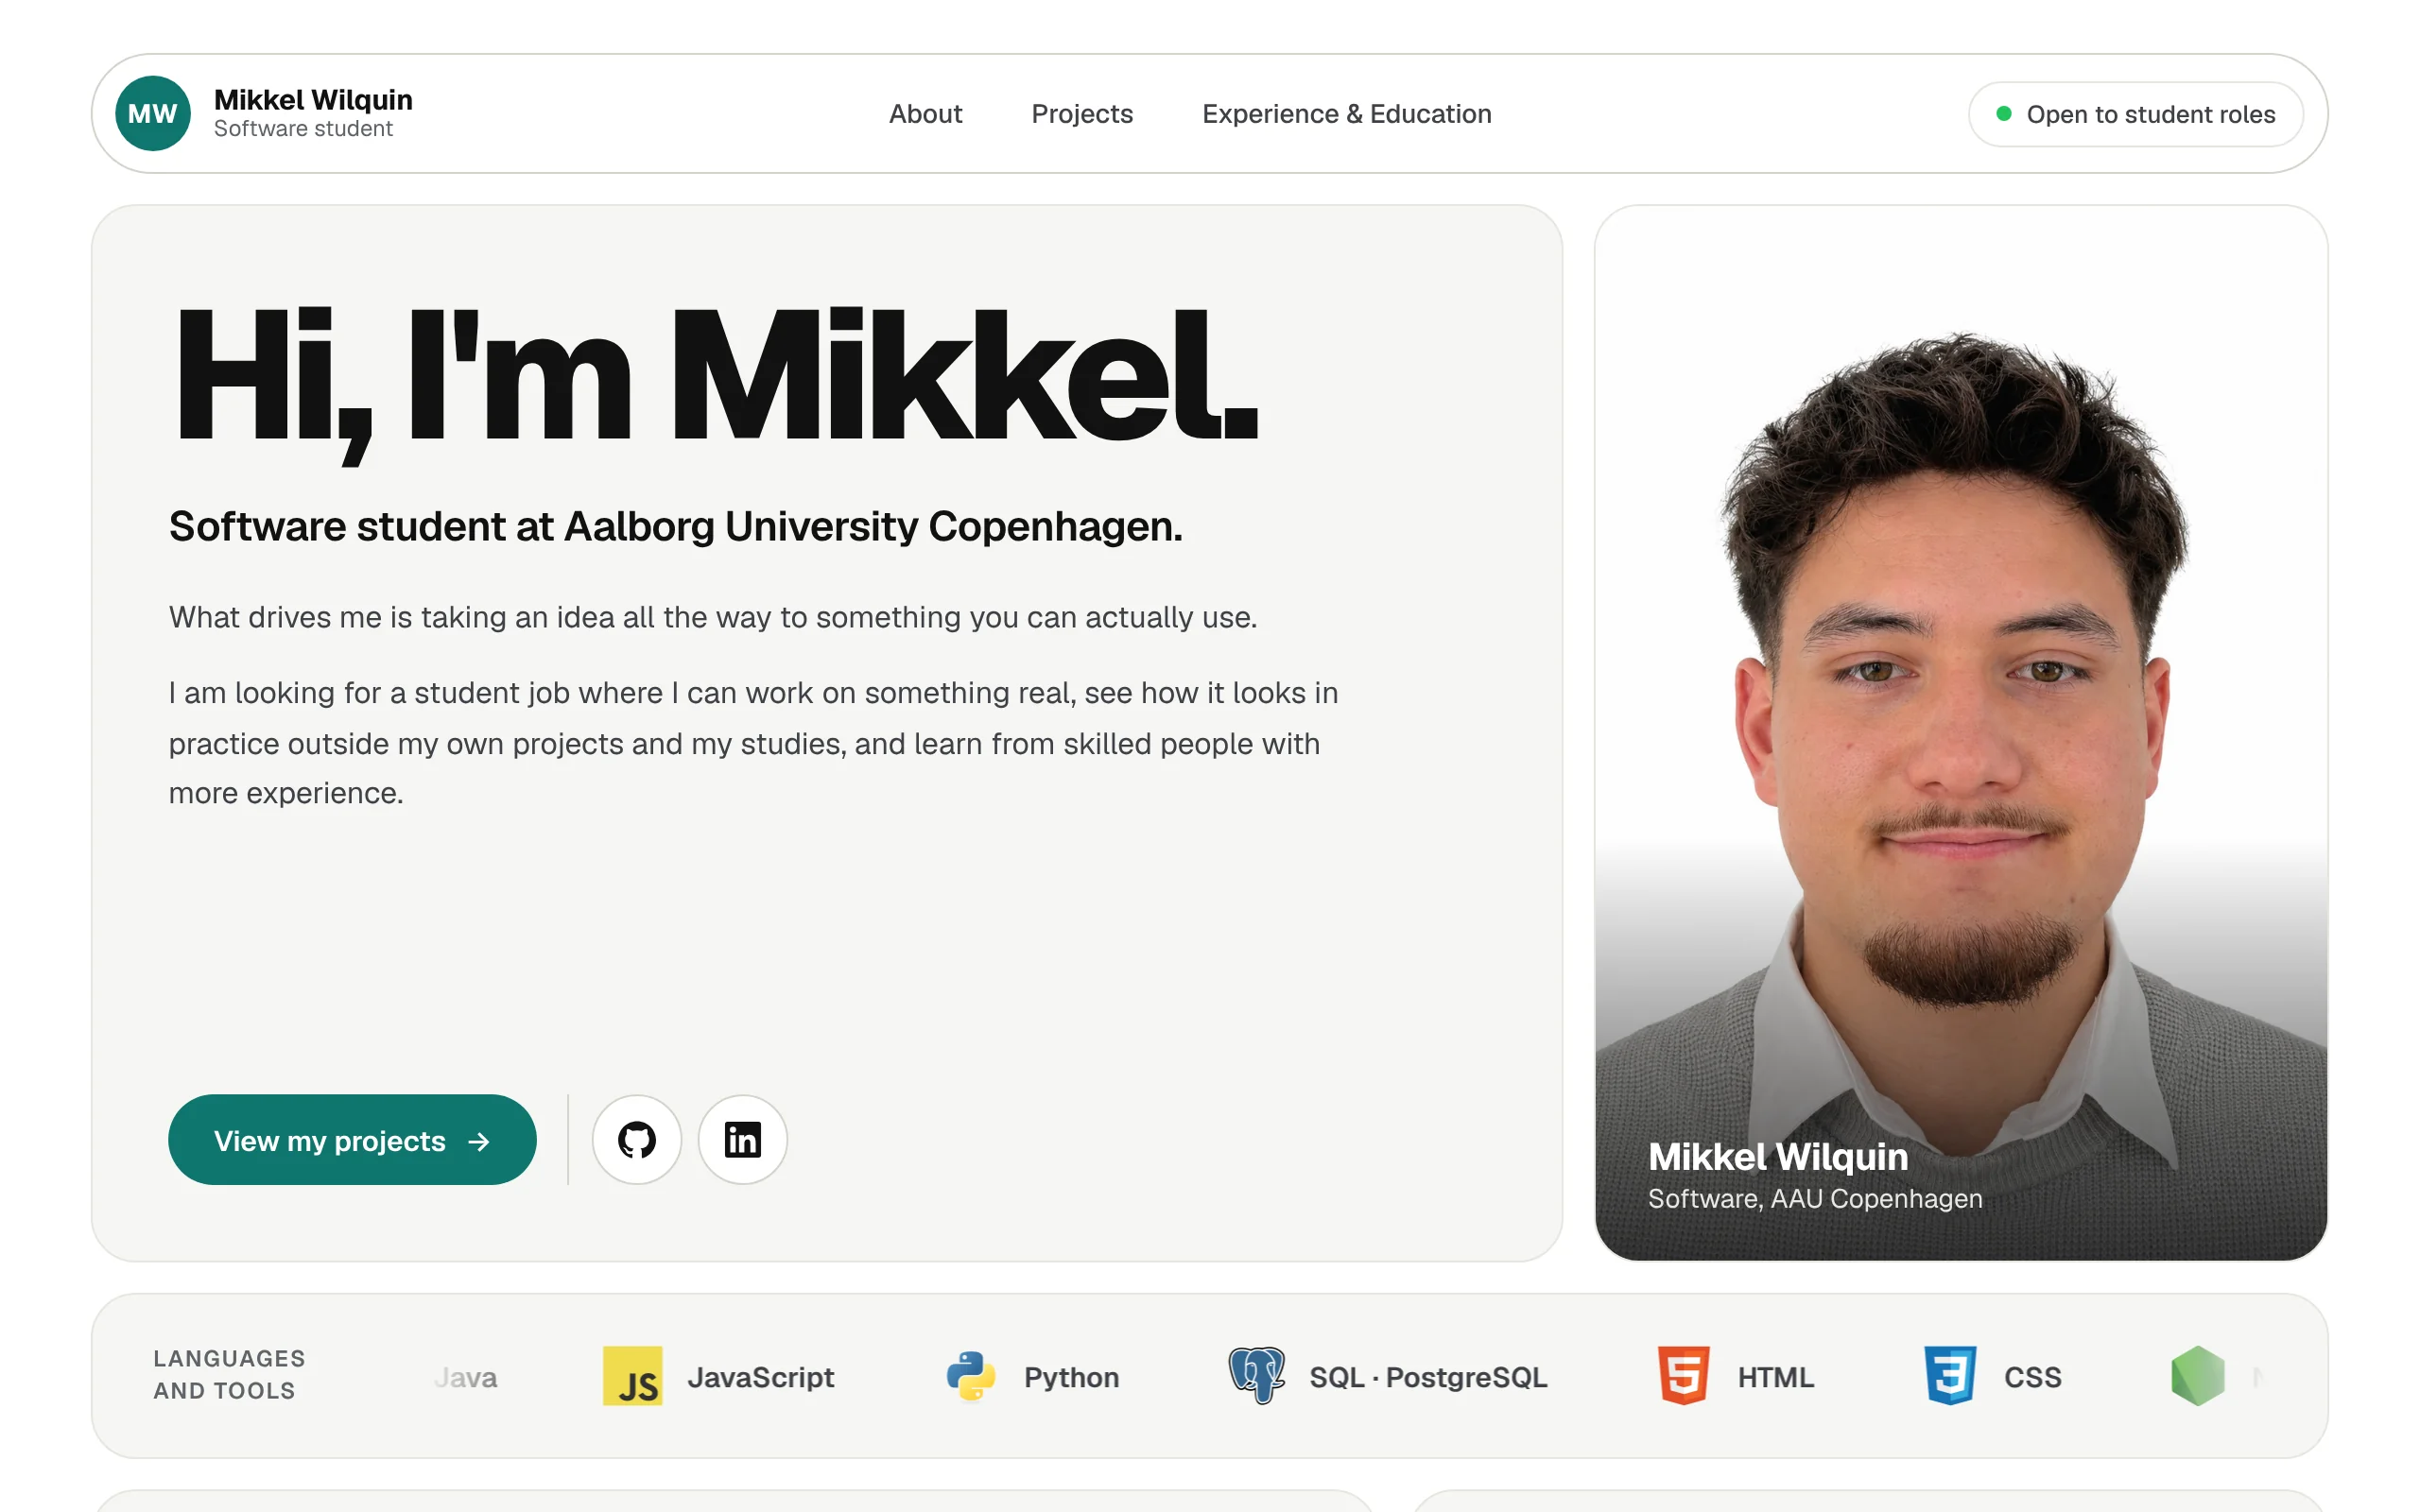 MW
Mikkel Wilquin
Software student
About
Projects
Experience & Education
Open to student roles
Hi, I'm Mikkel.
Software student at Aalborg University Copenhagen.
What drives me is taking an idea all the way to something you can actually use.
I am looking for a student job where I can work on something real, see how it looks in
practice outside my own projects and my studies, and learn from skilled people with
more experience.
View my projects →
in
Mikkel Wilquin
Software, AAU Copenhagen
LANGUAGES
AND TOOLS
Java
JS
JavaScript
Python
SQL · PostgreSQL
5
HTML
3
CSS